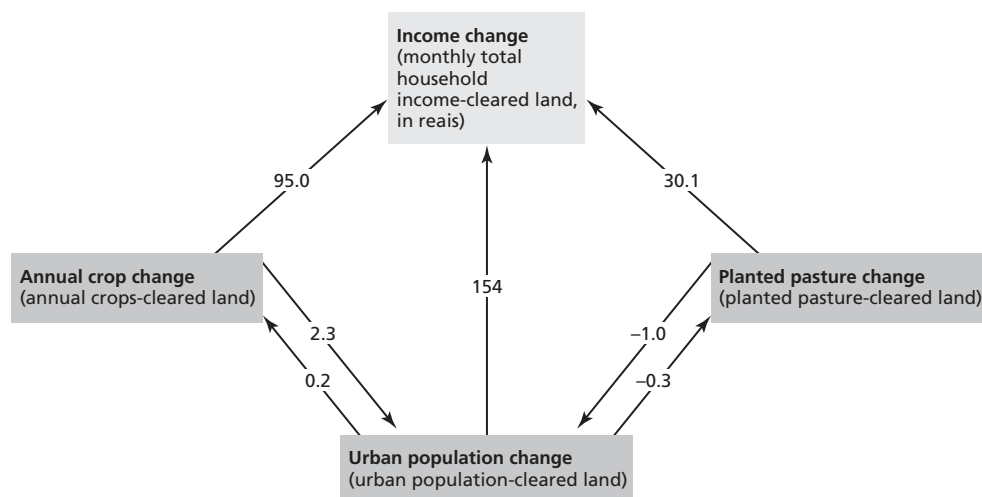 Income change
(monthly total
household
income-cleared land,
in reais)
95.0
30.1
Annual crop change
(annual crops-cleared land)
154
Planted pasture change
(planted pasture-cleared land)
2.3
–1.0
0.2
–0.3
Urban population change
(urban population-cleared land)